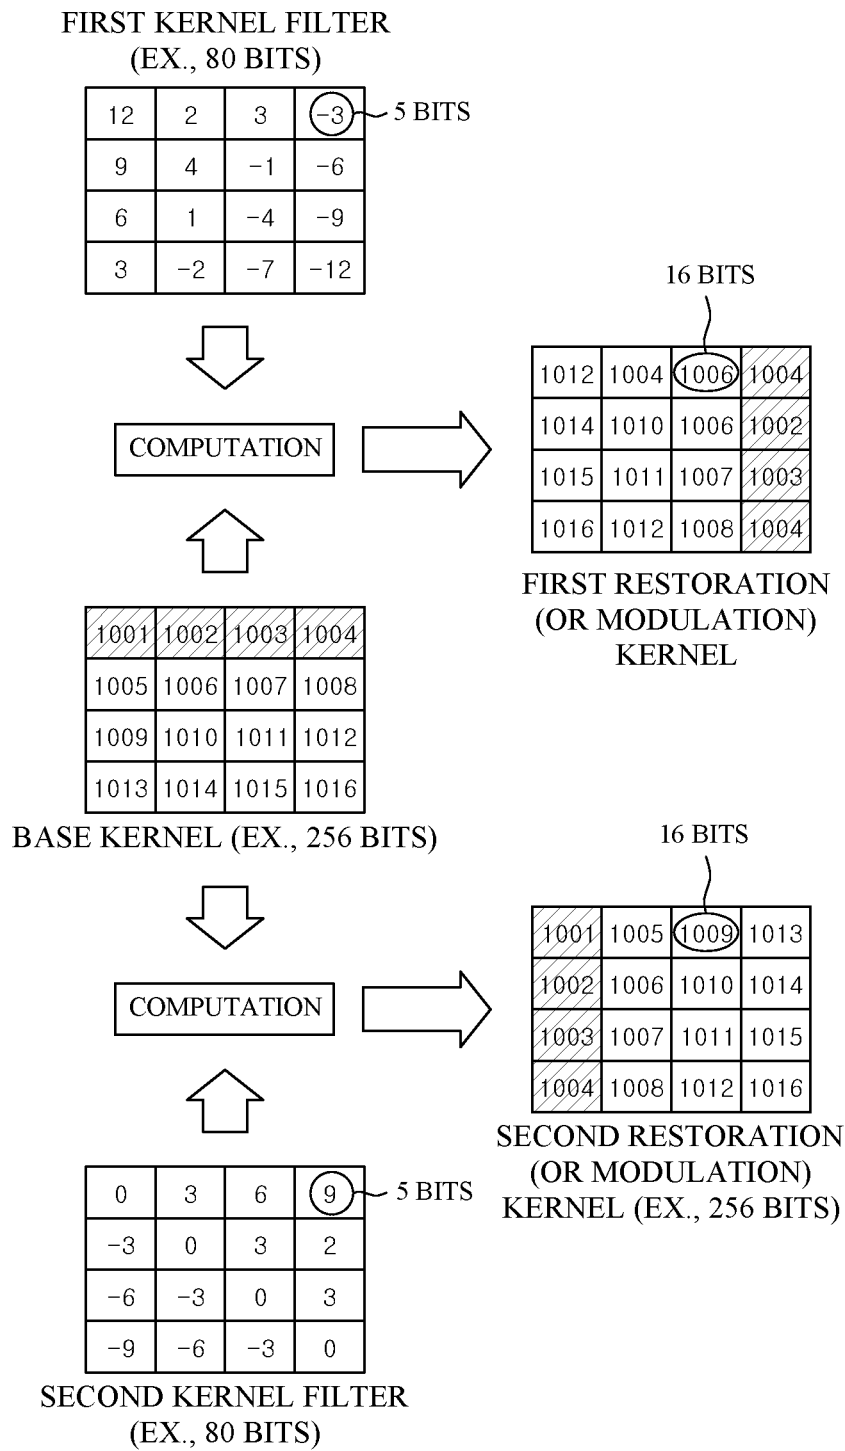 FIRST KERNEL FILTER
(EX., 80 BITS)
12 2 3 -3
5 BITS
9 4 -1 -6
6 1 -4 -9
3 -2 -7 -12
16 BITS
1012 1004 1006 1004
1014 1010 1006 1002
1015 1011 1007 1003
1016 1012 1008 1004
FIRST RESTORATION
(OR MODULATION)
KERNEL
COMPUTATION
1001 1002 1003 1004
1005 1006 1007 1008
1009 1010 1011 1012
1013 1014 1015 1016
BASE KERNEL (EX., 256 BITS)
16 BITS
1001 1005 1009 1013
1002 1006 1010 1014
1003 1007 1011 1015
1004 1008 1012 1016
SECOND RESTORATION
(OR MODULATION)
KERNEL (EX., 256 BITS)
COMPUTATION
0 3 6 9
5 BITS
-3 0 3 2
-6 -3 0 3
-9 -6 -3 0
SECOND KERNEL FILTER
(EX., 80 BITS)